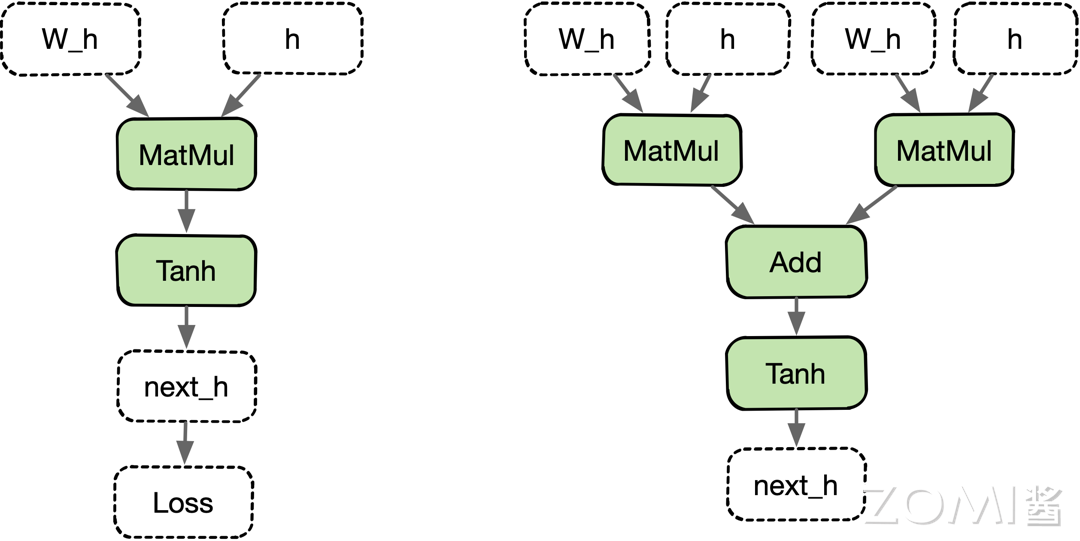 W_h
h
MatMul
Tanh
next_h
Loss
W_h
h
W_h
h
MatMul
MatMul
Add
Tanh
next_h
ZOMI酱